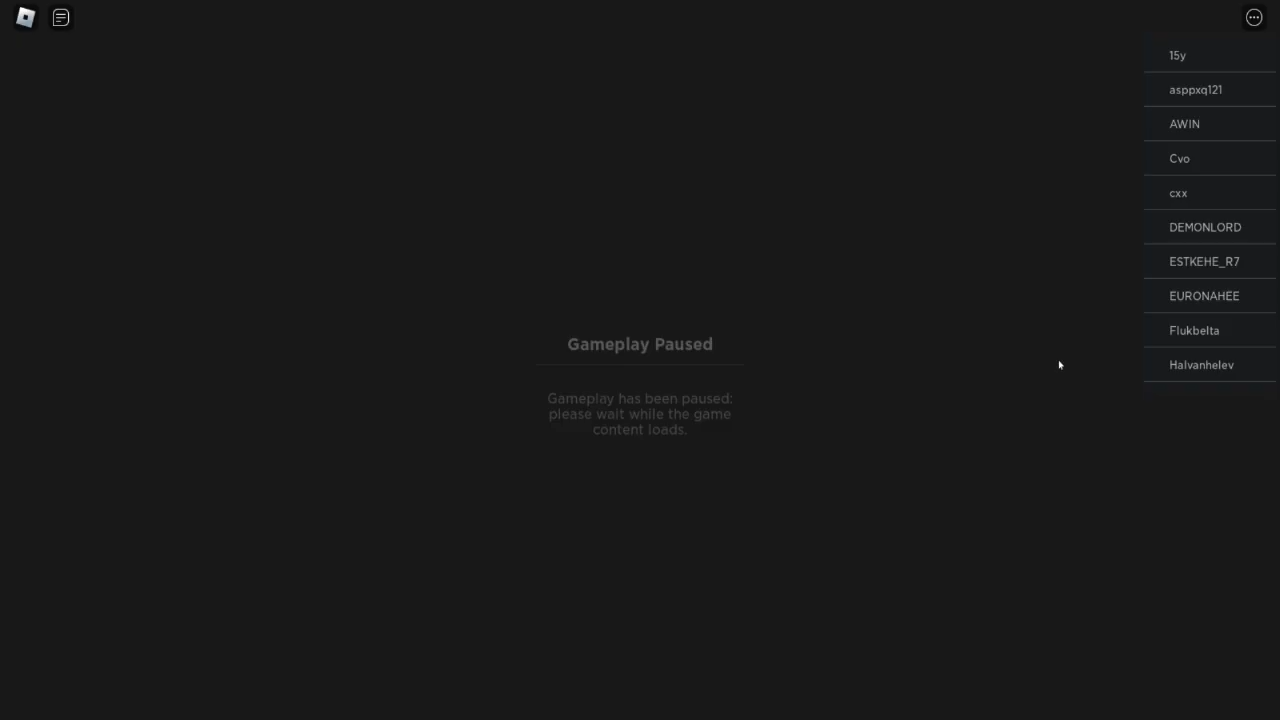 15y
asppxq121
AWIN
Cvo
cxx
DEMONLORD
ESTKEHE_R7
EURONAHEE
Flukbelta
Halvanhelev
Gameplay Paused
Gameplay has been paused:
please wait while the game
content loads.